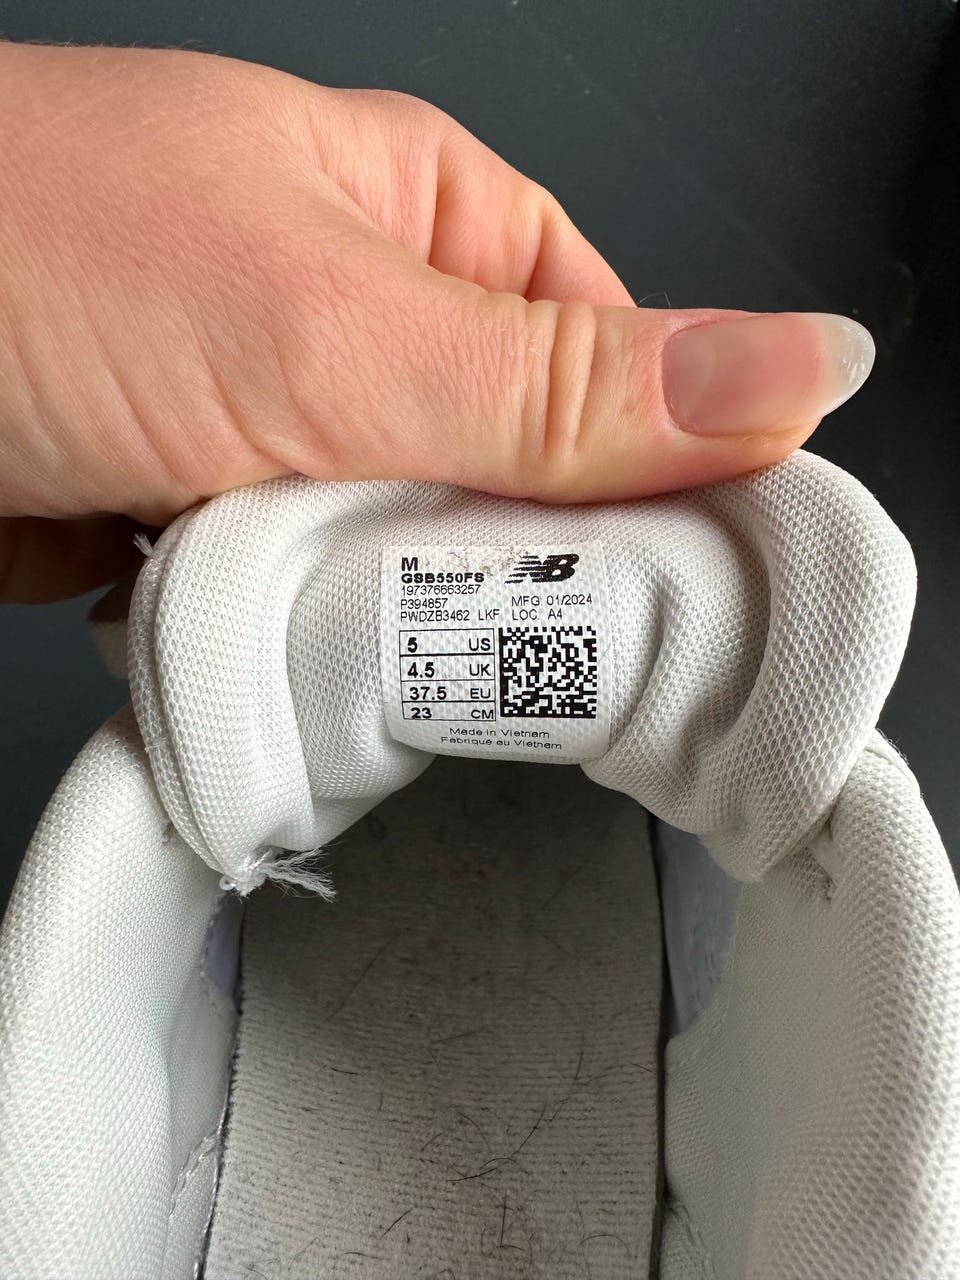 M
NB
GSB550FS
197376663257
P394857 MFG 01/2024
PWDZB3462 LKF LOC A4
5 US
4.5 UK
37.5 EU
23 CM
Made in Vietnam
Fabriqué au Vietnam